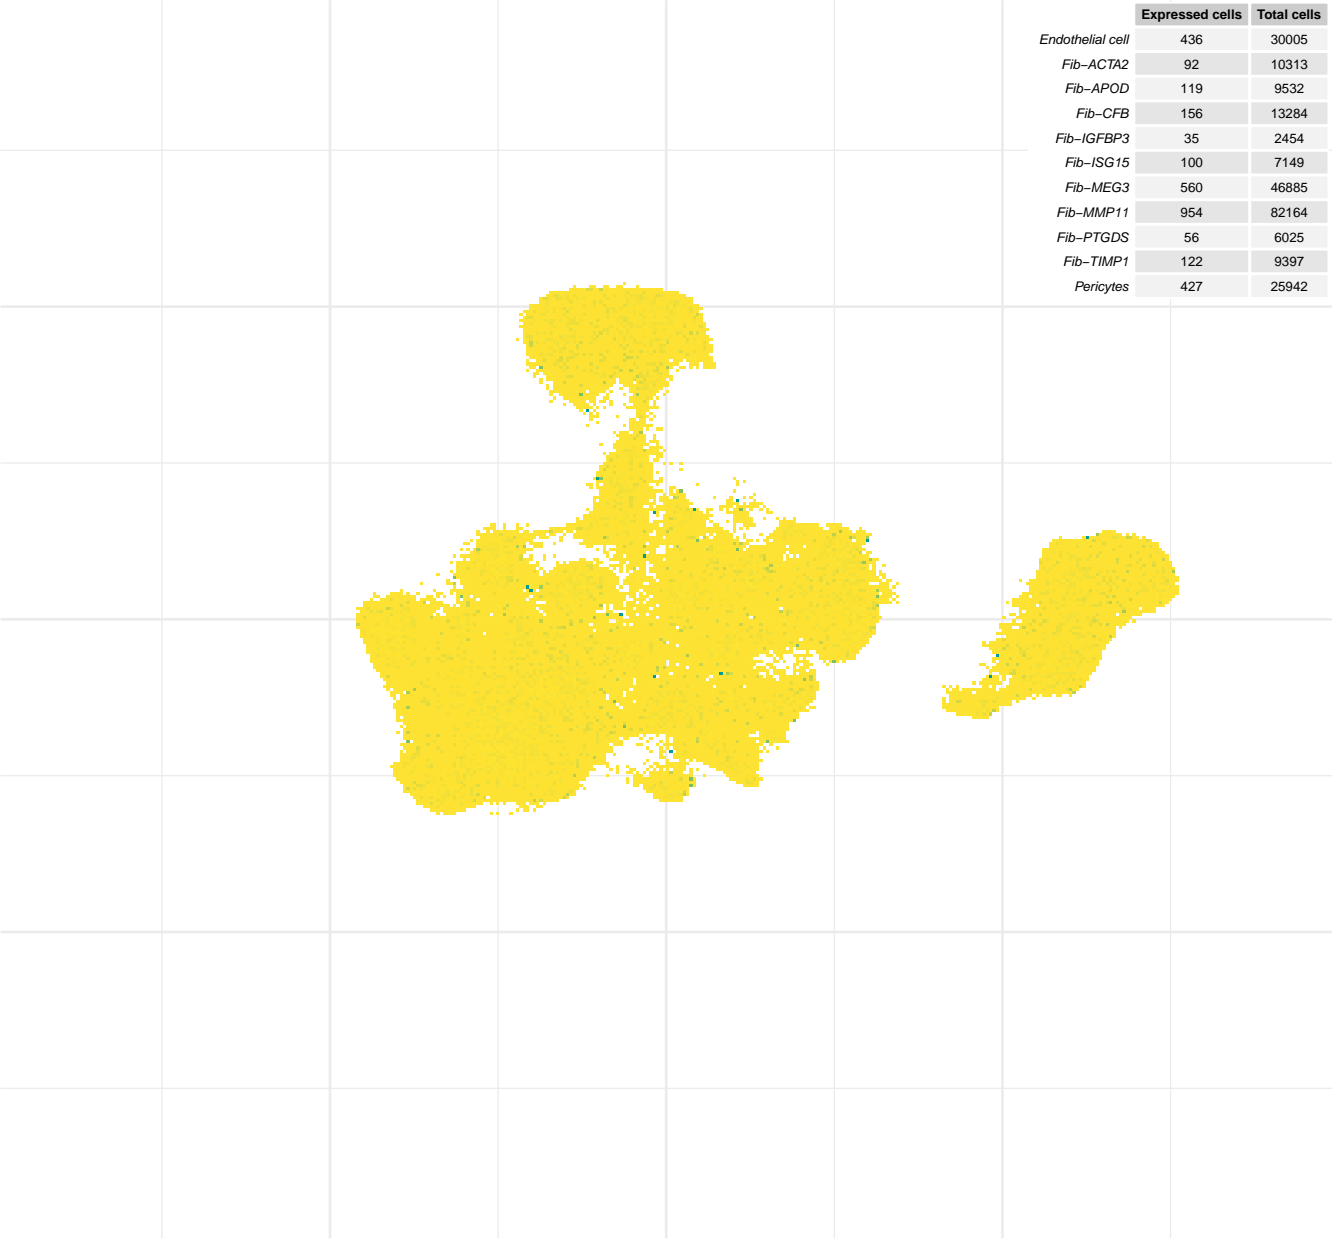 Expressed cells Total cells
Endothelial cell 436 30005
Fib−ACTA2 92 10313
Fib−APOD 119 9532
Fib−CFB 156 13284
Fib−IGFBP3 35 2454
Fib−ISG15 100 7149
Fib−MEG3 560 46885
Fib−MMP11 954 82164
Fib−PTGDS 56 6025
Fib−TIMP1 122 9397
Pericytes 427 25942